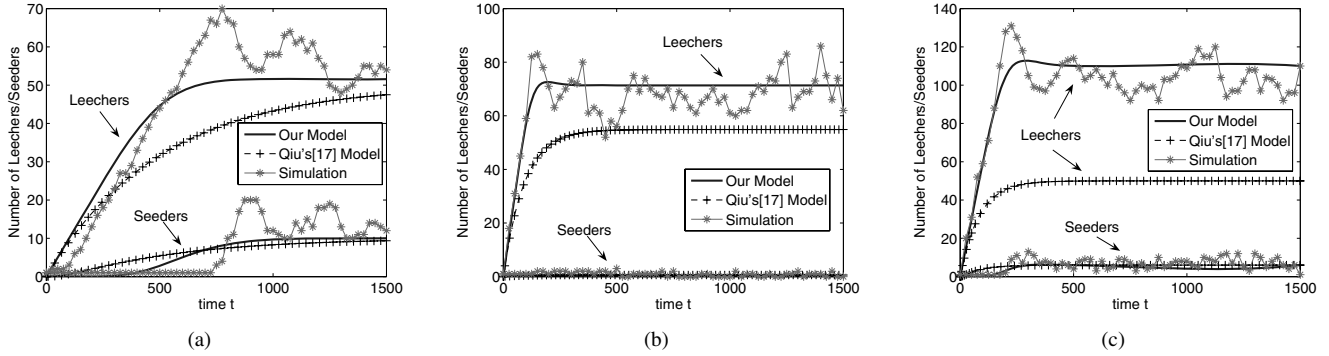 70
60
50
40
30
20
10
0
0
500
1000
1500
Number of Leechers/Seeders
time t
Leechers
Seeders
Our Model
Qiu's[17] Model
Simulation
(a)
100
80
60
40
20
0
0
500
1000
1500
Number of Leechers/Seeders
time t
Leechers
Seeders
Our Model
Qiu's[17] Model
Simulation
(b)
140
120
100
80
60
40
20
0
0
500
1000
1500
Number of Leechers/Seeders
time t
Leechers
Seeders
Our Model
Qiu's[17] Model
Simulation
(c)